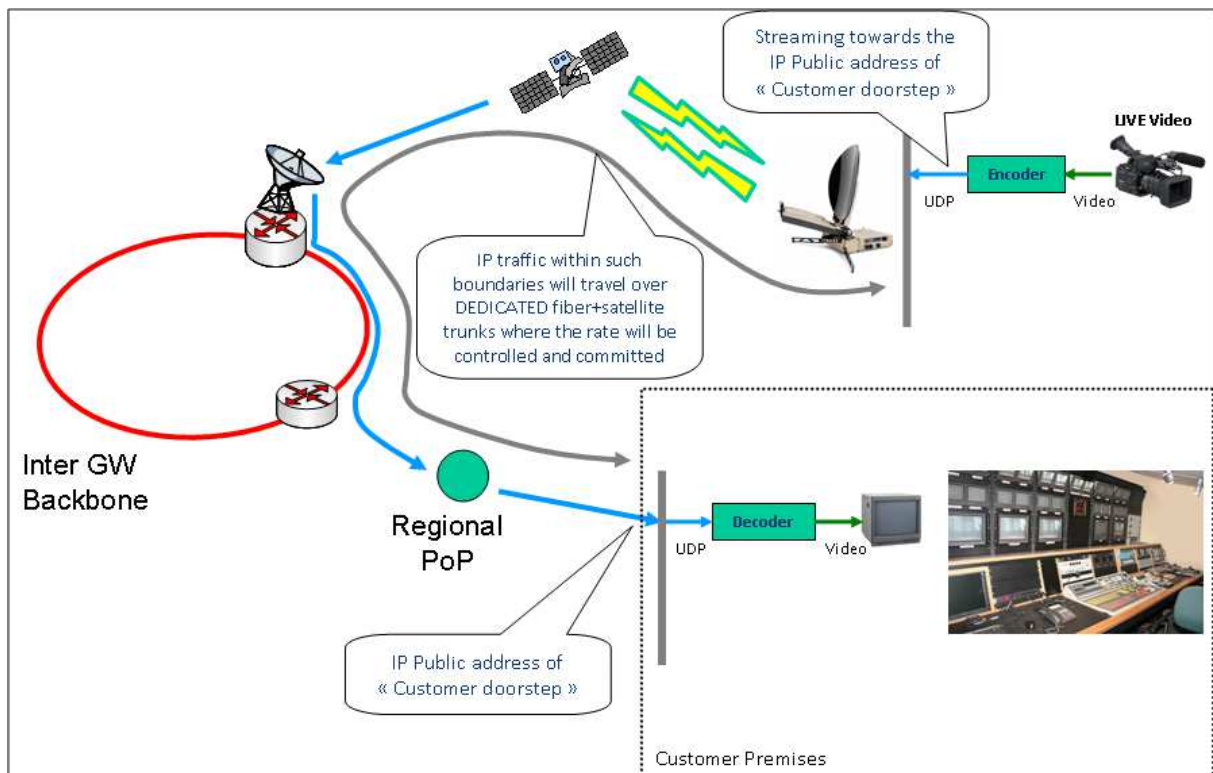 Streaming towards the
IP Public address of
« Customer doorstep »
LIVE Video
Encoder
UDP
Video
IP traffic within such
boundaries will travel over
DEDICATED fiber+satellite
trunks where the rate will be
controlled and committed
Inter GW
Backbone
Regional
PoP
Decoder
UDP
Video
IP Public address of
« Customer doorstep »
Customer Premises